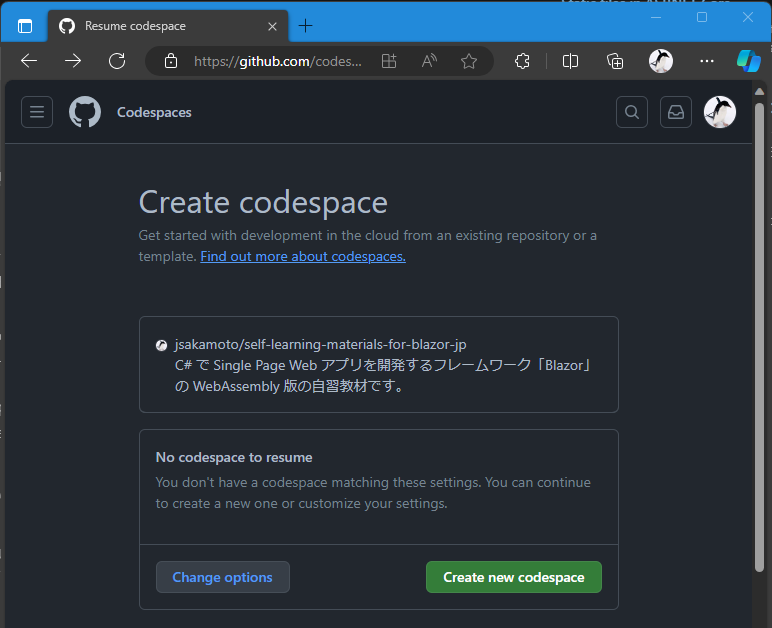 Resume codespace
https://github.com/codes...
Codespaces
Create codespace
Get started with development in the cloud from an existing repository or a
template. Find out more about codespaces.
jsakamoto/self-learning-materials-for-blazor-jp
C# で Single Page Web アプリを開発するフレームワーク「Blazor」
の WebAssembly 版の自習教材です。
No codespace to resume
You don't have a codespace matching these settings. You can continue
to create a new one or customize your settings.
Change options
Create new codespace